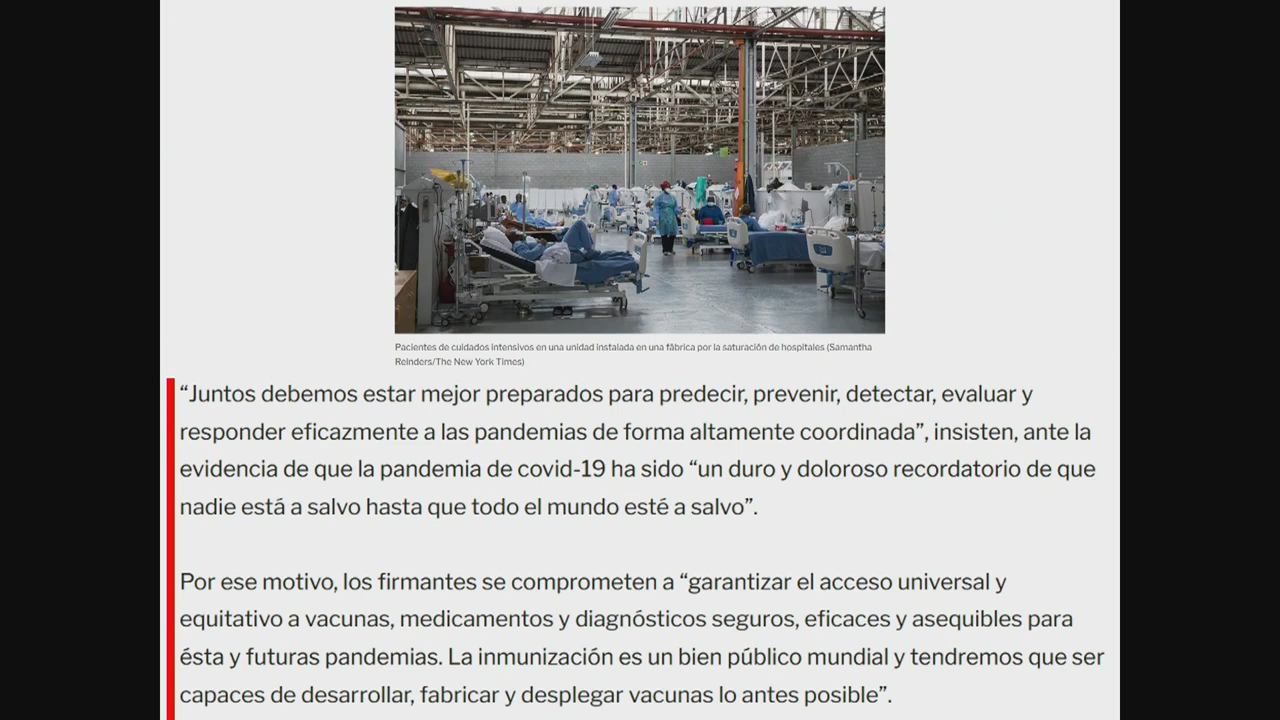 Pacientes de cuidados intensivos en una unidad instalada en una fábrica por la saturación de hospitales (Samantha
Reinders/The New York Times)
“Juntos debemos estar mejor preparados para predecir, prevenir, detectar, evaluar y
responder eficazmente a las pandemias de forma altamente coordinada”, insisten, ante la
evidencia de que la pandemia de covid-19 ha sido “un duro y doloroso recordatorio de que
nadie está a salvo hasta que todo el mundo esté a salvo”.
Por ese motivo, los firmantes se comprometen a “garantizar el acceso universal y
equitativo a vacunas, medicamentos y diagnósticos seguros, eficaces y asequibles para
ésta y futuras pandemias. La inmunización es un bien público mundial y tendremos que ser
capaces de desarrollar, fabricar y desplegar vacunas lo antes posible”.